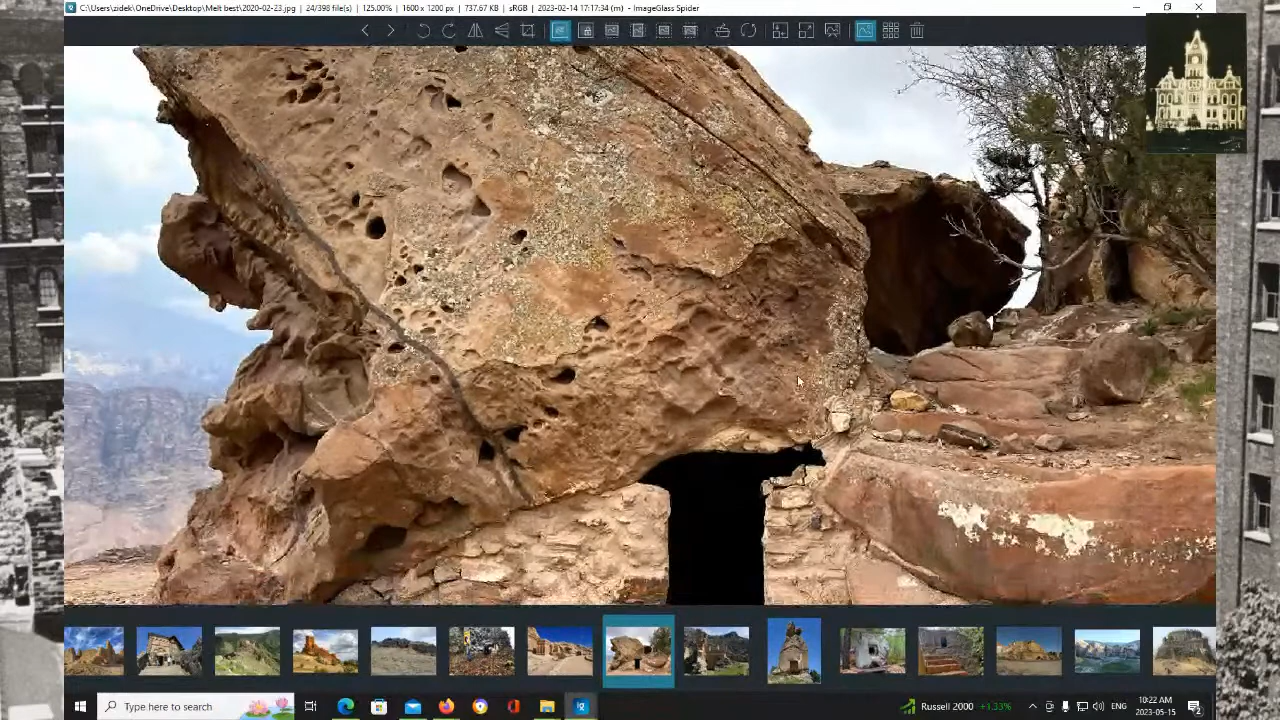 C:\Users\zidek\OneDrive\Desktop\Melt best\2020-02-23.jpg | 24/398 file(s) | 125.00% | 1600 x 1200 px | 737.67 KB | sRGB | 2023-02-14 17:17:34 (m) - ImageGlass Spider
Type here to search
Russell 2000 +1.33%
ENG
10:22 AM
2023-05-15